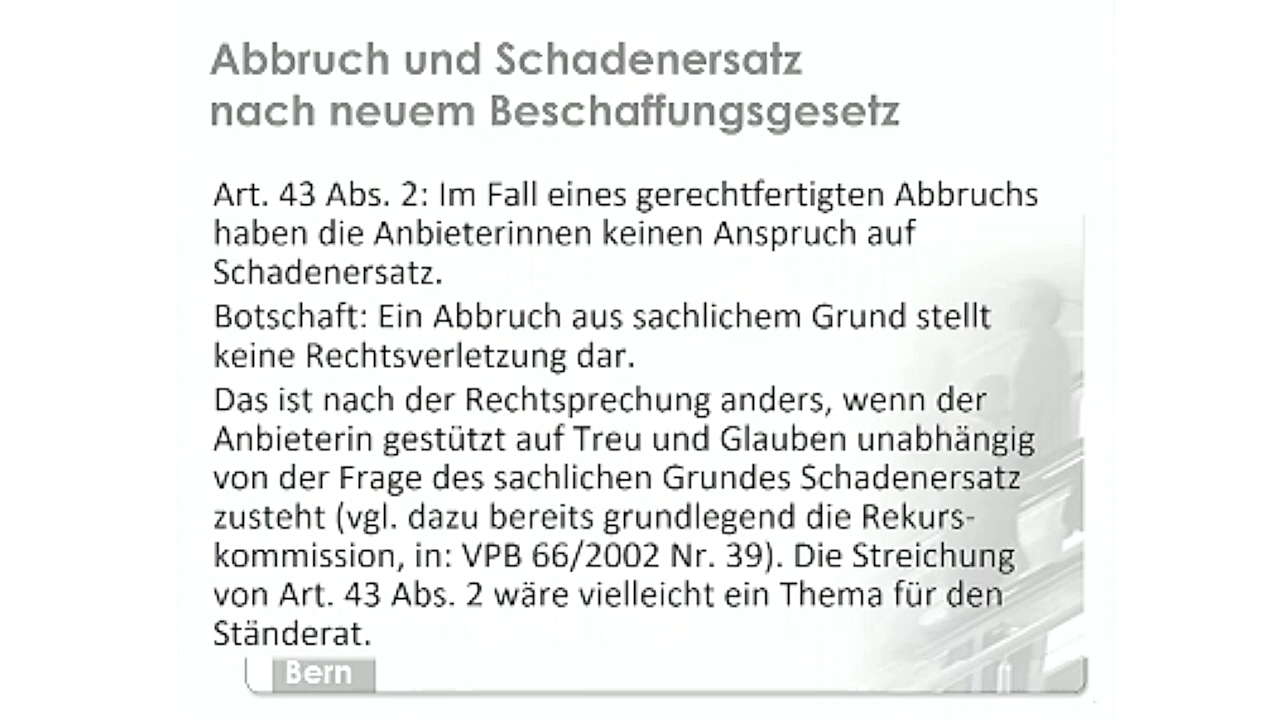 Abbruch und Schadenersatz
nach neuem Beschaffungsgesetz
Art. 43 Abs. 2: Im Fall eines gerechtfertigten Abbruchs
haben die Anbieterinnen keinen Anspruch auf
Schadenersatz.
Botschaft: Ein Abbruch aus sachlichem Grund stellt
keine Rechtsverletzung dar.
Das ist nach der Rechtsprechung anders, wenn der
Anbieterin gestützt auf Treu und Glauben unabhängig
von der Frage des sachlichen Grundes Schadenersatz
zusteht (vgl. dazu bereits grundlegend die Rekurs-
kommission, in: VPB 66/2002 Nr. 39). Die Streichung
von Art. 43 Abs. 2 wäre vielleicht ein Thema für den
Ständerat.
Bern